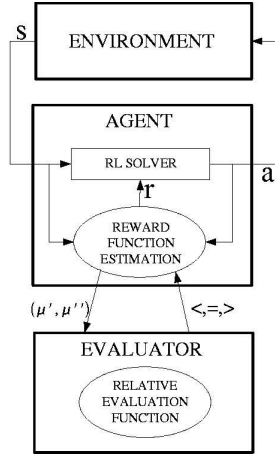 s
ENVIRONMENT
AGENT
RL SOLVER
a
r
REWARD
FUNCTION
ESTIMATION
(μ', μ'')
<,=,>
EVALUATOR
RELATIVE
EVALUATION
FUNCTION